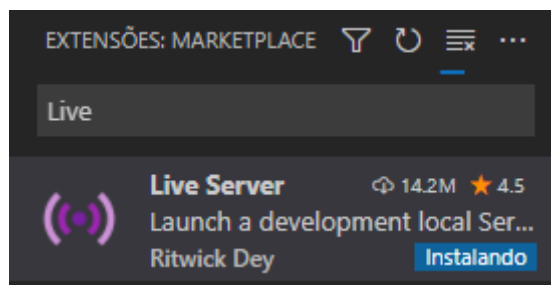 EXTENSÕES: MARKETPLACE
Live
Live Server 14.2M 4.5
Launch a development local Ser...
Ritwick Dey Instalando